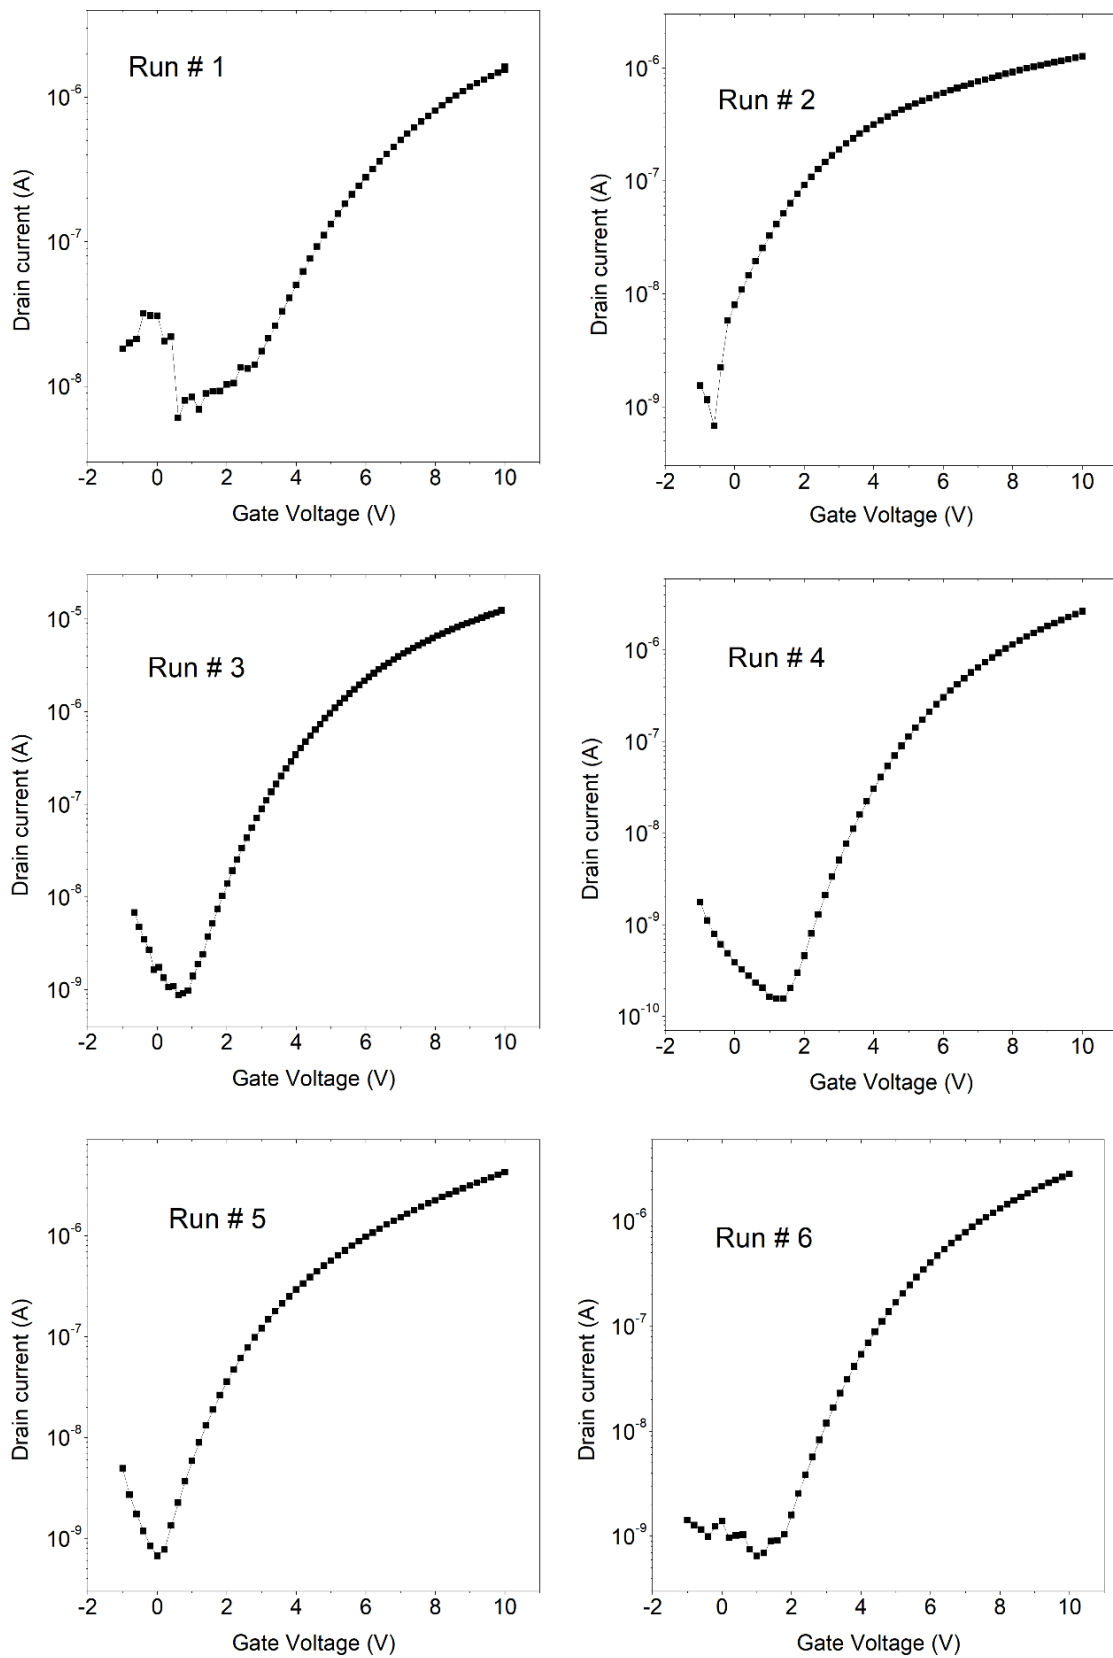 Run # 1
Drain current (A)
10⁻⁶
10⁻⁷
10⁻⁸
-2 0 2 4 6 8 10
Gate Voltage (V)
Run # 2
Drain current (A)
10⁻⁶
10⁻⁷
10⁻⁸
10⁻⁹
-2 0 2 4 6 8 10
Gate Voltage (V)
Run # 3
Drain current (A)
10⁻⁵
10⁻⁶
10⁻⁷
10⁻⁸
10⁻⁹
-2 0 2 4 6 8 10
Gate Voltage (V)
Run # 4
Drain current (A)
10⁻⁶
10⁻⁷
10⁻⁸
10⁻⁹
10⁻¹⁰
-2 0 2 4 6 8 10
Gate Voltage (V)
Run # 5
Drain current (A)
10⁻⁶
10⁻⁷
10⁻⁸
10⁻⁹
-2 0 2 4 6 8 10
Gate Voltage (V)
Run # 6
Drain current (A)
10⁻⁶
10⁻⁷
10⁻⁸
10⁻⁹
-2 0 2 4 6 8 10
Gate Voltage (V)